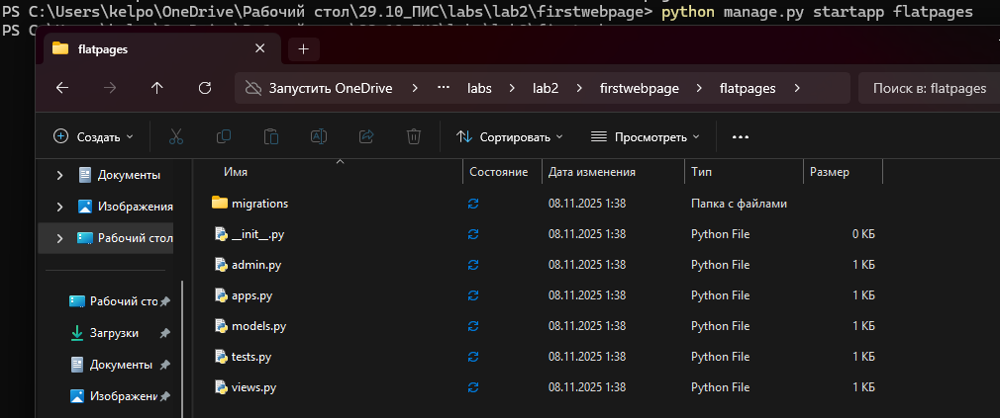 PS C:\Users\kelpo\OneDrive\Рабочий стол\29.10_ПИС\labs\lab2\firstwebpage> python manage.py startapp flatpages
PS C
flatpages
Запустить OneDrive > ... labs > lab2 > firstwebpage > flatpages >
Поиск в: flatpages
Создать
Сортировать
Просмотреть
...
Документы
Изображения
Рабочий стол
Рабочий сто
Загрузки
Документы
Изображени
Имя Состояние Дата изменения Тип Размер
migrations 08.11.2025 1:38 Папка с файлами
__init__.py 08.11.2025 1:38 Python File 0 КБ
admin.py 08.11.2025 1:38 Python File 1 КБ
apps.py 08.11.2025 1:38 Python File 1 КБ
models.py 08.11.2025 1:38 Python File 1 КБ
tests.py 08.11.2025 1:38 Python File 1 КБ
views.py 08.11.2025 1:38 Python File 1 КБ